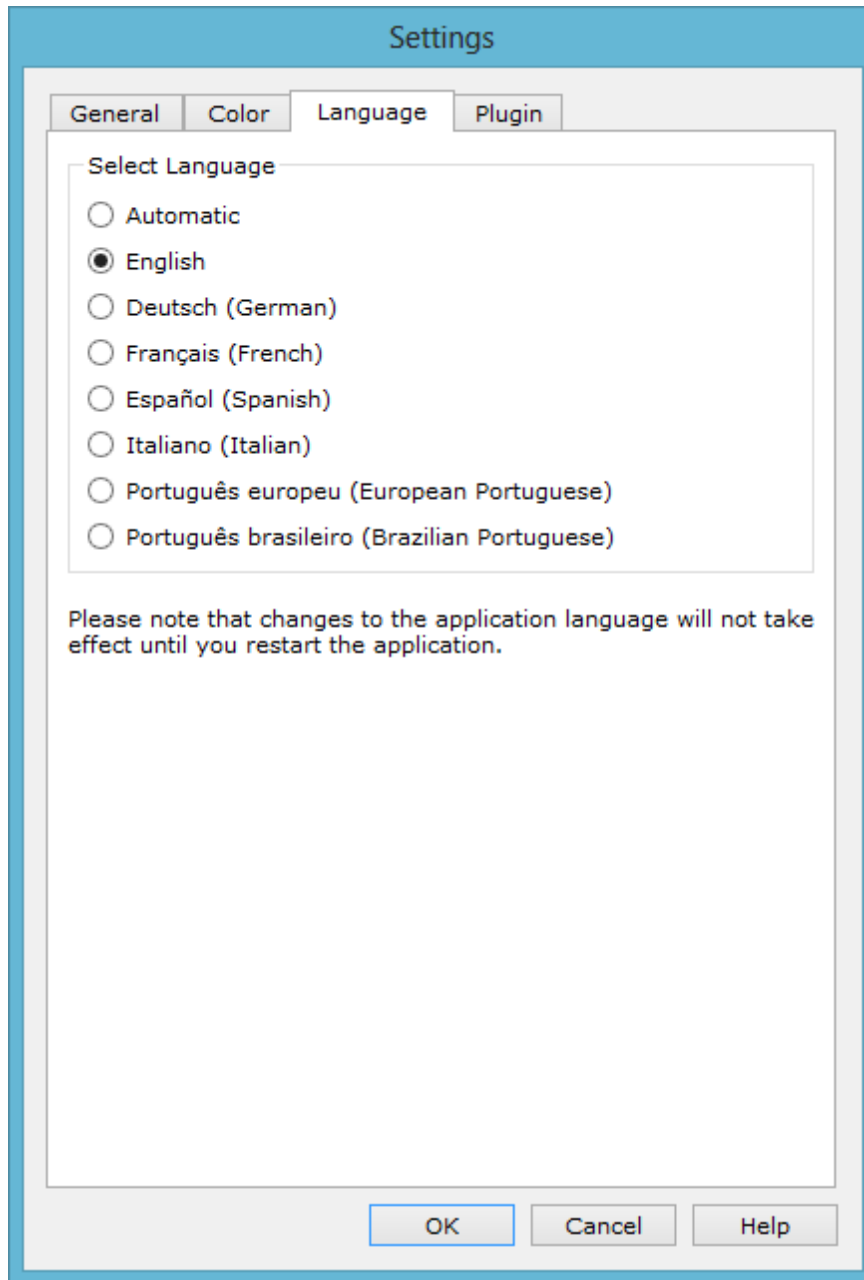 Settings
General Color Language Plugin
Select Language
Automatic
English
Deutsch (German)
Français (French)
Español (Spanish)
Italiano (Italian)
Português europeu (European Portuguese)
Português brasileiro (Brazilian Portuguese)
Please note that changes to the application language will not take
effect until you restart the application.
OK Cancel Help